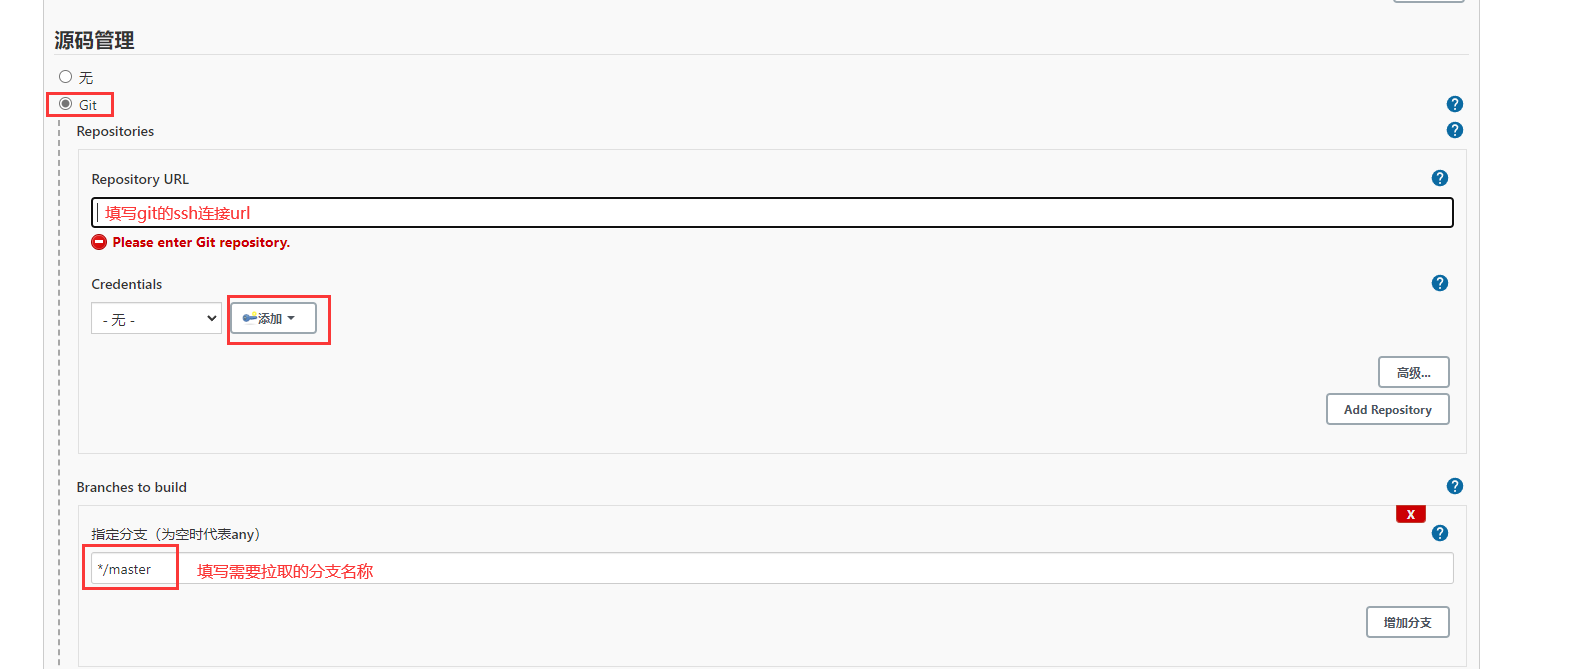 源码管理
无
Git
?
Repositories
?
Repository URL
?
填写git的ssh连接url
Please enter Git repository.
Credentials
?
- 无 -
添加
高级...
Add Repository
Branches to build
?
X
指定分支（为空时代表any）
?
*/master
填写需要拉取的分支名称
增加分支